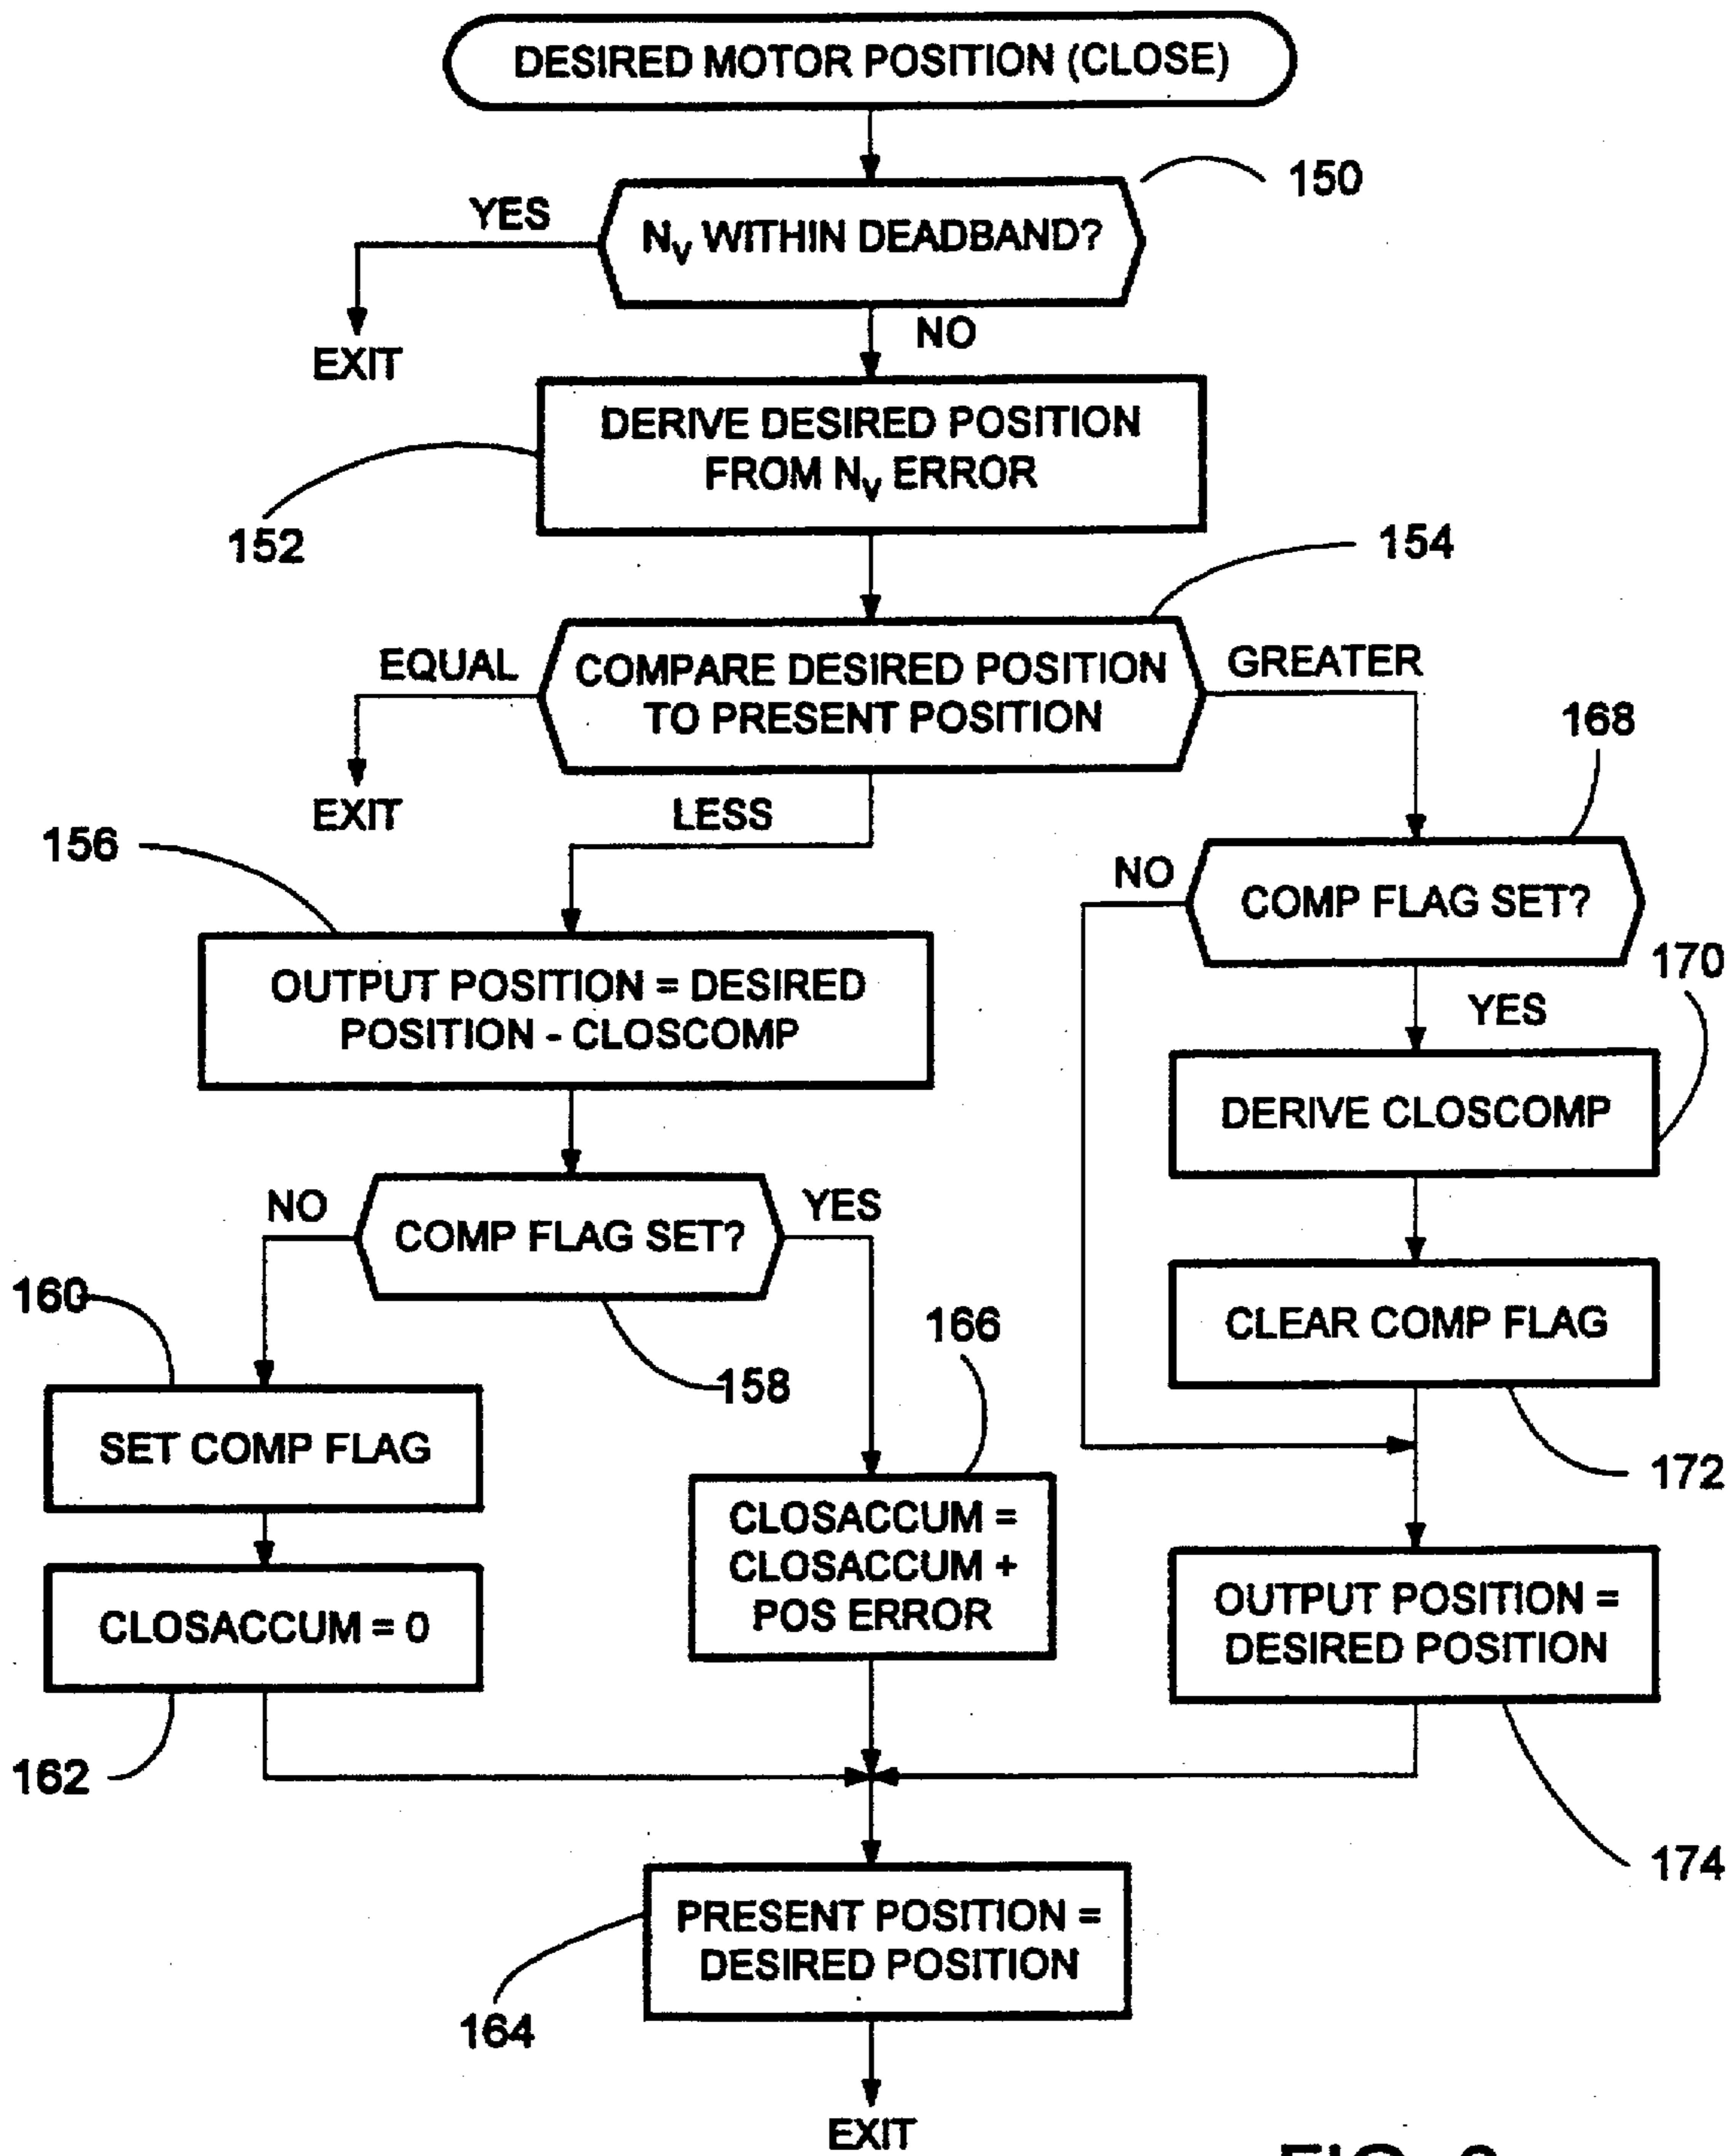 DESIRED MOTOR POSITION (CLOSE)
150
YES
NV WITHIN DEADBAND?
NO
EXIT
DERIVE DESIRED POSITION
FROM NV ERROR
152
154
EQUAL
COMPARE DESIRED POSITION
TO PRESENT POSITION
GREATER
168
EXIT
LESS
156
NO
COMP FLAG SET?
170
OUTPUT POSITION = DESIRED
POSITION - CLOSCOMP
YES
DERIVE CLOSCOMP
NO
COMP FLAG SET?
YES
160
166
CLEAR COMP FLAG
158
SET COMP FLAG
172
CLOSACCUM =
CLOSACCUM +
POS ERROR
CLOSACCUM = 0
OUTPUT POSITION =
DESIRED POSITION
162
174
PRESENT POSITION =
DESIRED POSITION
164
EXIT